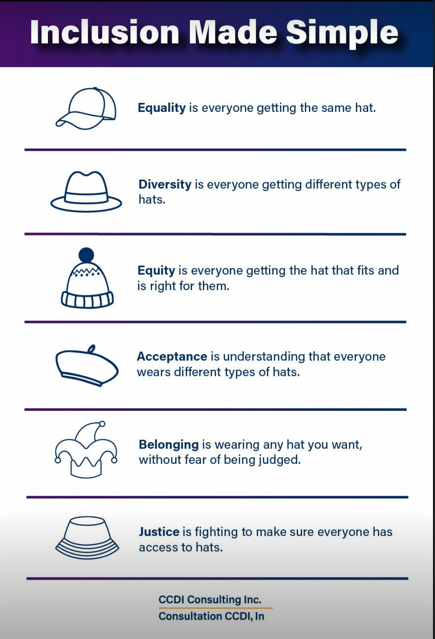 Inclusion Made Simple
Equality is everyone getting the same hat.
Diversity is everyone getting different types of
hats.
Equity is everyone getting the hat that fits and
is right for them.
Acceptance is understanding that everyone
wears different types of hats.
Belonging is wearing any hat you want,
without fear of being judged.
Justice is fighting to make sure everyone has
access to hats.
CCDI Consulting Inc.
Consultation CCDI, In